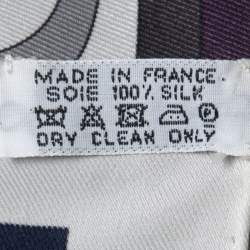 MADE IN FRANCE
SOIE 100% SILK
DRY CLEAN ONLY